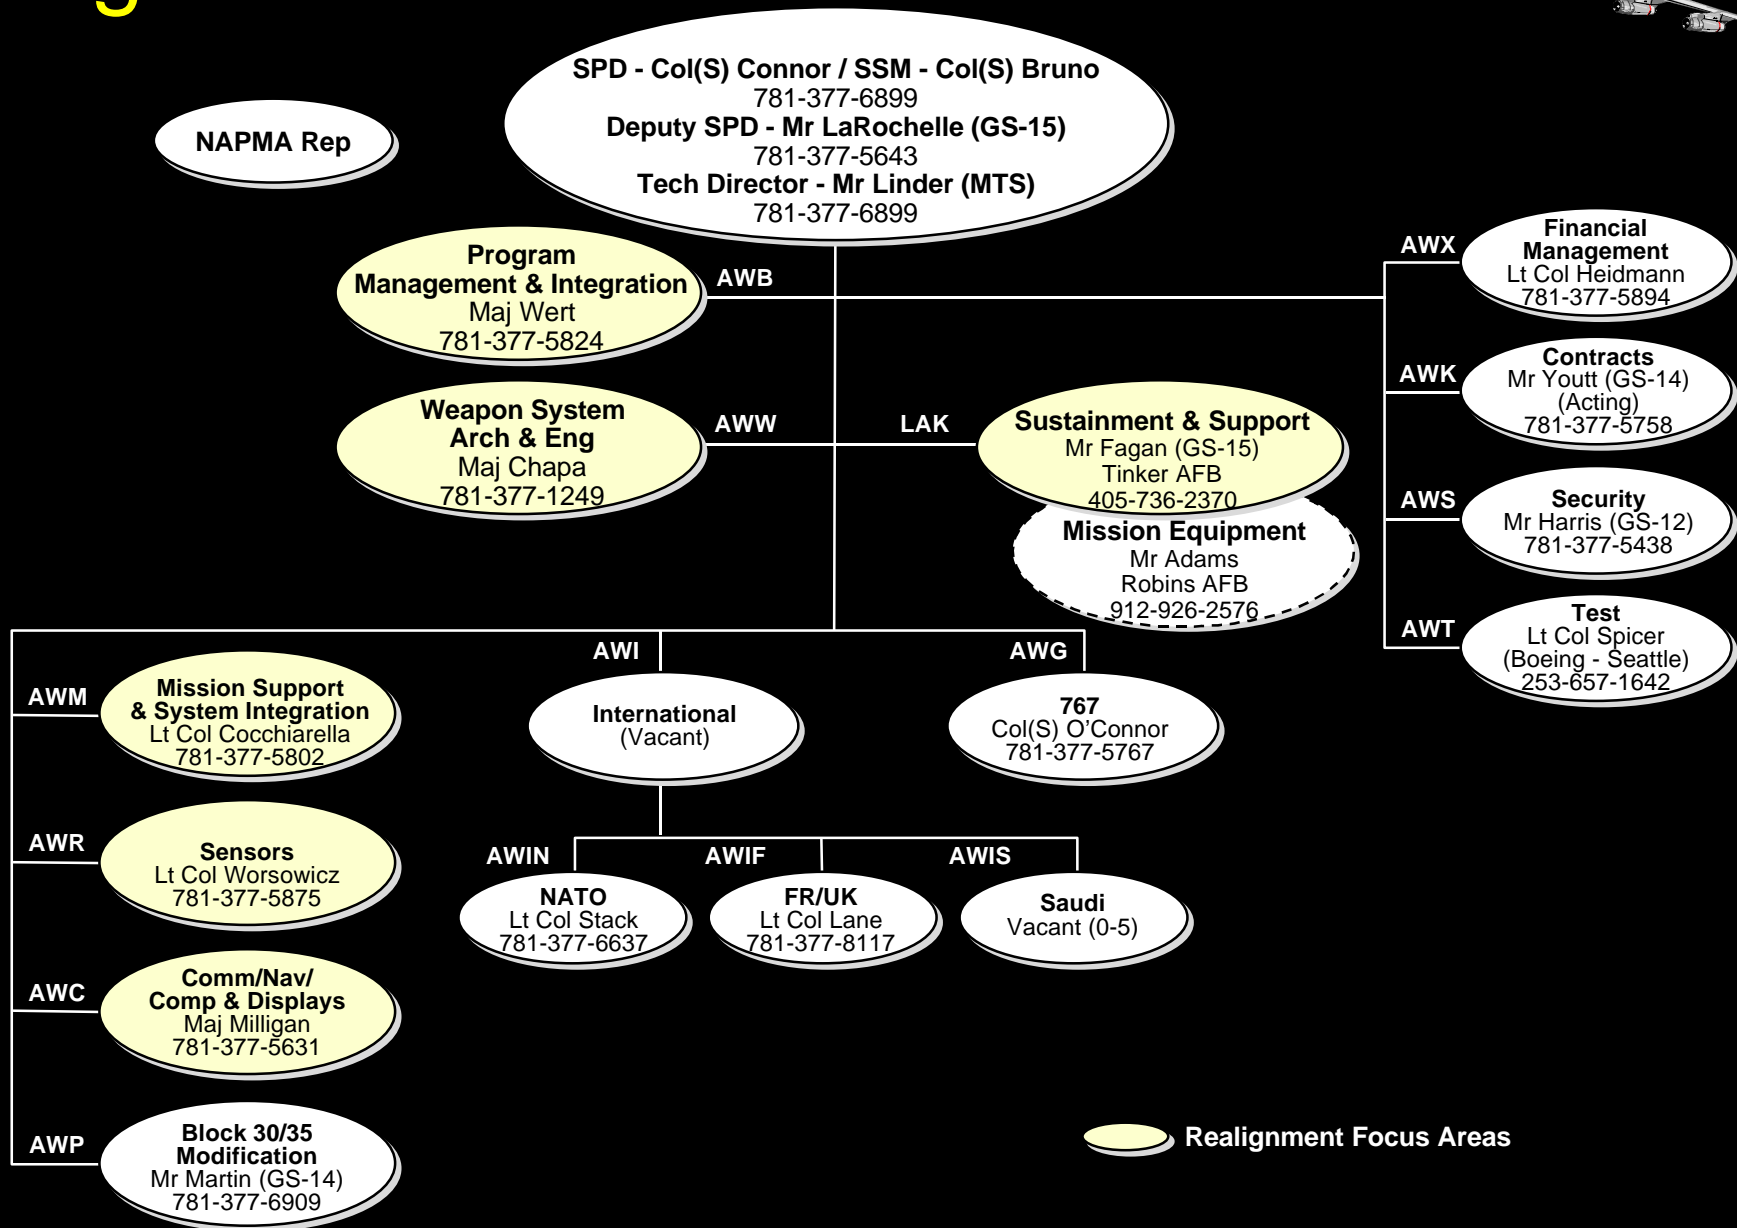 g
SPD - Col(S) Connor / SSM - Col(S) Bruno
781-377-6899
Deputy SPD - Mr LaRochelle (GS-15)
781-377-5643
Tech Director - Mr Linder (MTS)
781-377-6899
NAPMA Rep
Program
Management & Integration
Maj Wert
781-377-5824
AWB
Weapon System
Arch & Eng
Maj Chapa
781-377-1249
AWW
LAK
Sustainment & Support
Mr Fagan (GS-15)
Tinker AFB
405-736-2370
Mission Equipment
Mr Adams
Robins AFB
912-926-2576
AWX
Financial
Management
Lt Col Heidmann
781-377-5894
AWK
Contracts
Mr Youtt (GS-14)
(Acting)
781-377-5758
AWS
Security
Mr Harris (GS-12)
781-377-5438
AWT
Test
Lt Col Spicer
(Boeing - Seattle)
253-657-1642
AWM
Mission Support
& System Integration
Lt Col Cocchiarella
781-377-5802
AWR
Sensors
Lt Col Worsowicz
781-377-5875
AWC
Comm/Nav/
Comp & Displays
Maj Milligan
781-377-5631
AWP
Block 30/35
Modification
Mr Martin (GS-14)
781-377-6909
AWI
International
(Vacant)
AWG
767
Col(S) O'Connor
781-377-5767
AWIN
NATO
Lt Col Stack
781-377-6637
AWIF
FR/UK
Lt Col Lane
781-377-8117
AWIS
Saudi
Vacant (0-5)
Realignment Focus Areas